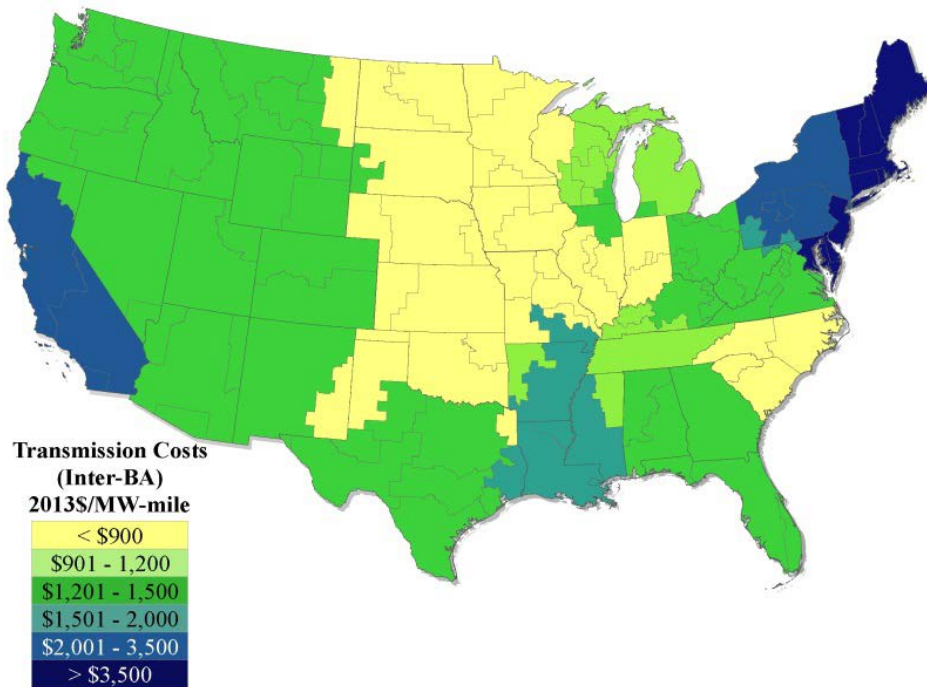 Transmission Costs
(Inter-BA)
2013$/MW-mile
< $900
$901 - 1,200
$1,201 - 1,500
$1,501 - 2,000
$2,001 - 3,500
> $3,500